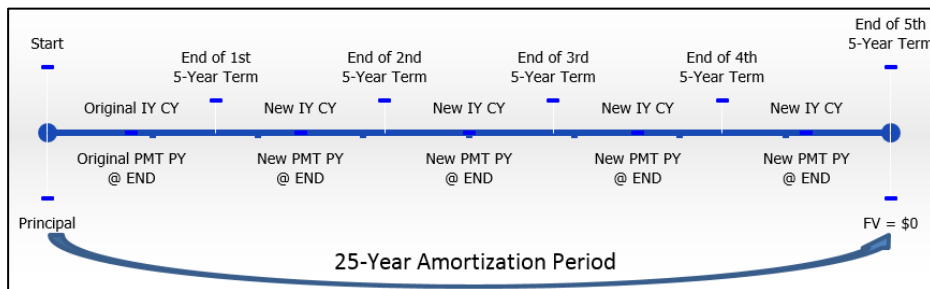 Start
End of 1st
5-Year Term
End of 2nd
5-Year Term
End of 3rd
5-Year Term
End of 4th
5-Year Term
End of 5th
5-Year Term
Original IY CY
New IY CY
New IY CY
New IY CY
New IY CY
Original PMT PY
@ END
New PMT PY
@ END
New PMT PY
@ END
New PMT PY
@ END
New PMT PY
@ END
Principal
FV = $0
25-Year Amortization Period